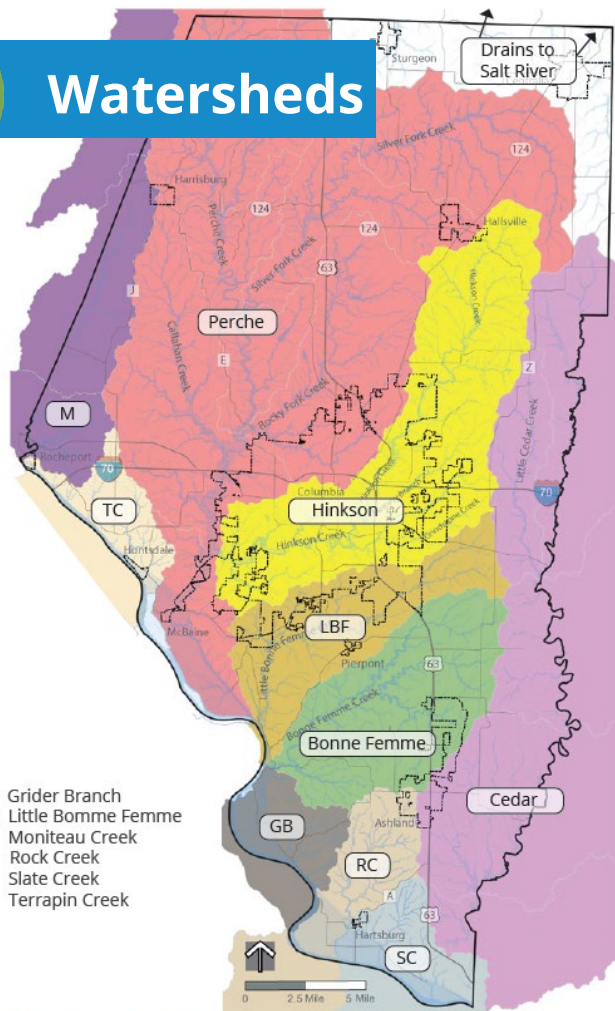 Watersheds
Sturgeon
Drains to
Salt River
Silver Fork Creek
124
Harrisburg
124
124
Hallsville
Perche Creek
Silver Fork Creek
63
Hinkson Creek
J
Perche
Callahan Creek
E
Z
Little Cedar Creek
Rocky Fork Creek
M
Rocheport
70
70
TC
Columbia
Hinkson
Hinkson Creek
Huntsdale
LBF
McBaine
Little Bonne Femme
Pierpont
63
Bonne Femme Creek
Bonne Femme
Cedar
Grider Branch
Little Bomme Femme
Moniteau Creek
Rock Creek
Slate Creek
Terrapin Creek
GB
Ashland
RC
A
63
Hartsburg
SC
0 2.5 Mile 5 Mile